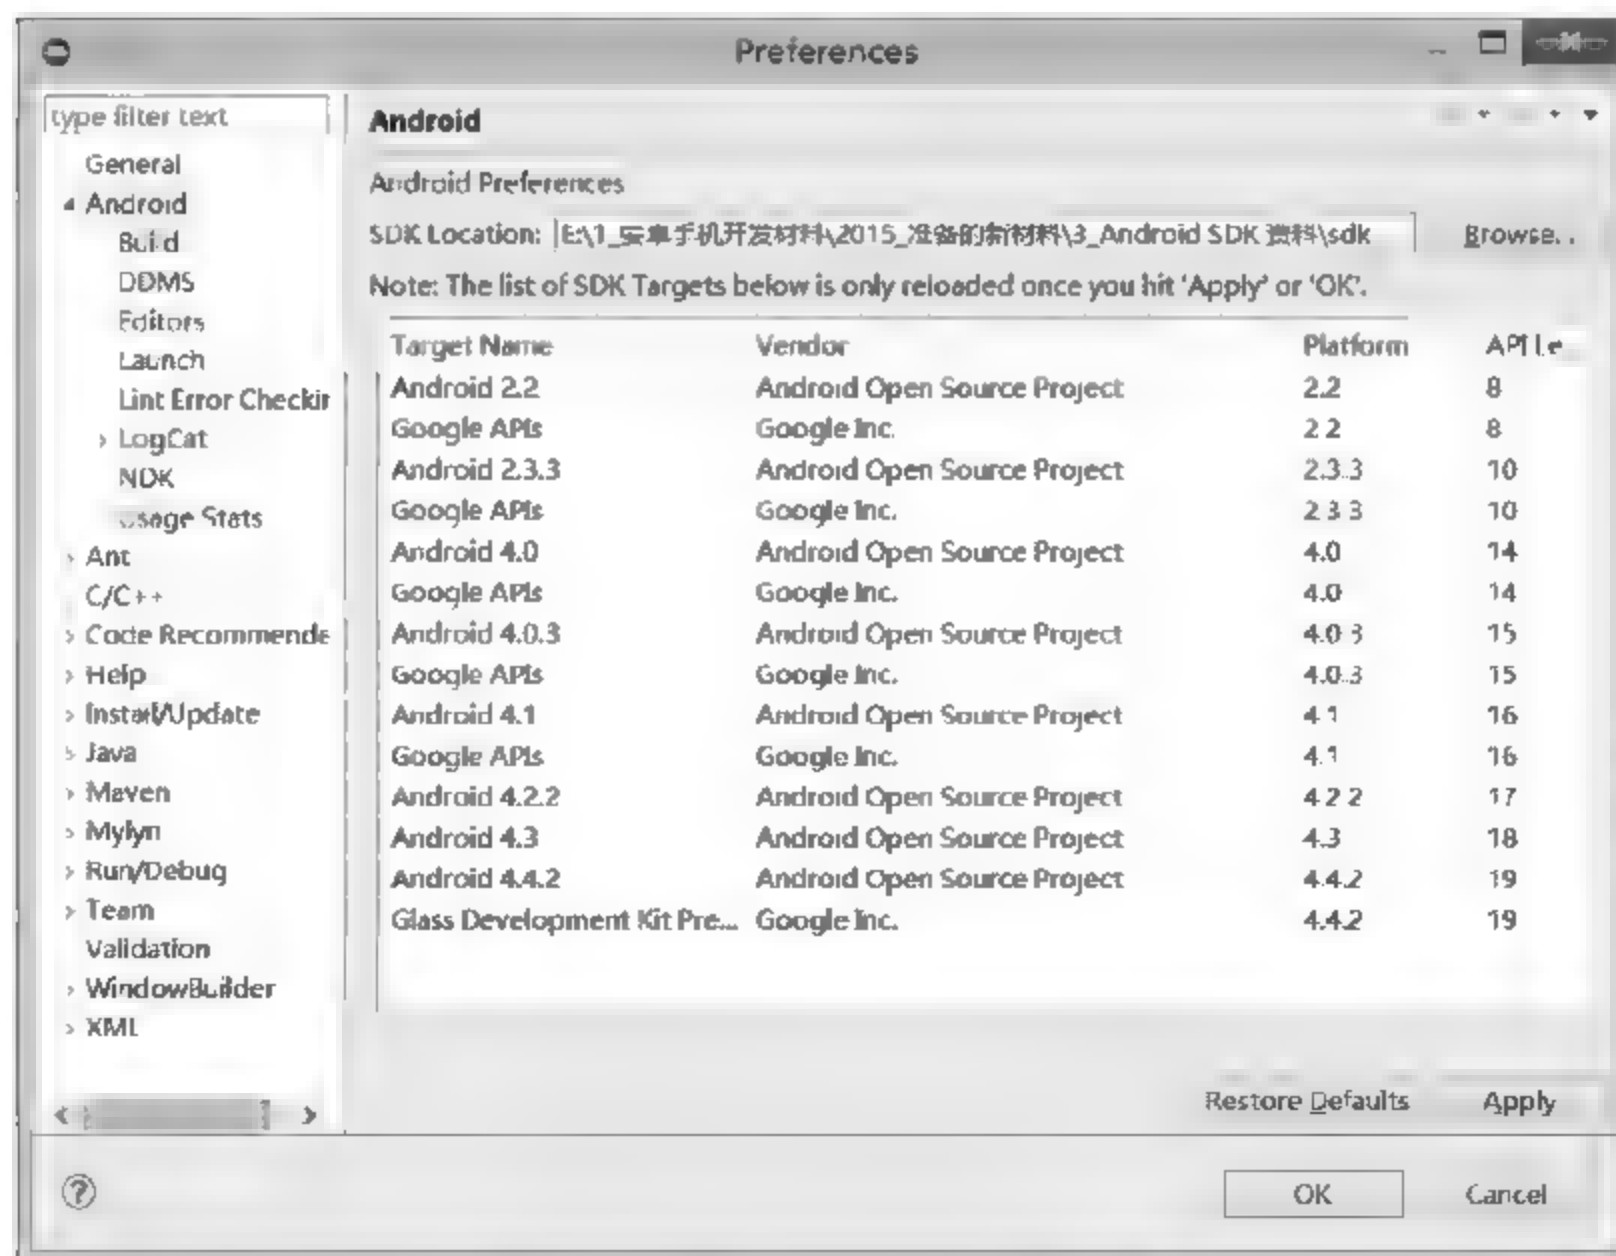 Preferences
type filter text
General
Android
Build
DDMS
Editors
Launch
Lint Error Checkin
LogCat
NDK
Usage Stats
Ant
C/C++
Code Recommende
Help
Install/Update
Java
Maven
Mylyn
Run/Debug
Team
Validation
WindowBuilder
XML
Android
Android Preferences
SDK Location: E:\1_安卓手机开发材料\2015_准备的新材料\3_Android SDK 资料\sdk Browse...
Note: The list of SDK Targets below is only reloaded once you hit 'Apply' or 'OK'.
Target Name Vendor Platform API Le...
Android 2.2 Android Open Source Project 2.2 8
Google APIs Google Inc. 2.2 8
Android 2.3.3 Android Open Source Project 2.3.3 10
Google APIs Google Inc. 2.3.3 10
Android 4.0 Android Open Source Project 4.0 14
Google APIs Google Inc. 4.0 14
Android 4.0.3 Android Open Source Project 4.0.3 15
Google APIs Google Inc. 4.0.3 15
Android 4.1 Android Open Source Project 4.1 16
Google APIs Google Inc. 4.1 16
Android 4.2.2 Android Open Source Project 4.2.2 17
Android 4.3 Android Open Source Project 4.3 18
Android 4.4.2 Android Open Source Project 4.4.2 19
Glass Development Kit Pre... Google Inc. 4.4.2 19
Restore Defaults Apply
OK Cancel